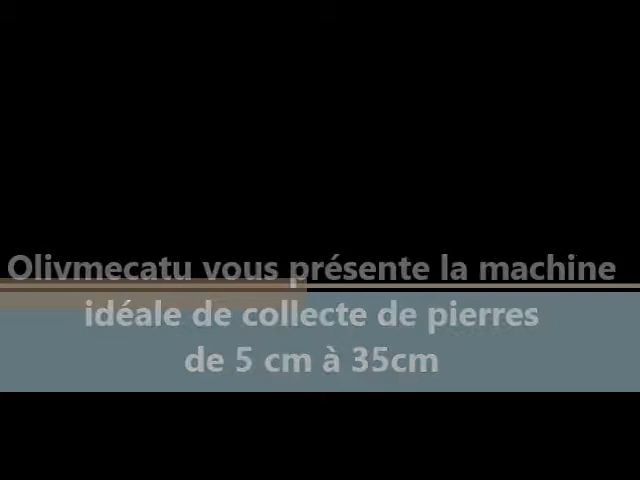 Olivmecatu vous présente la machine
idéale de collecte de pierres
de 5 cm à 35cm